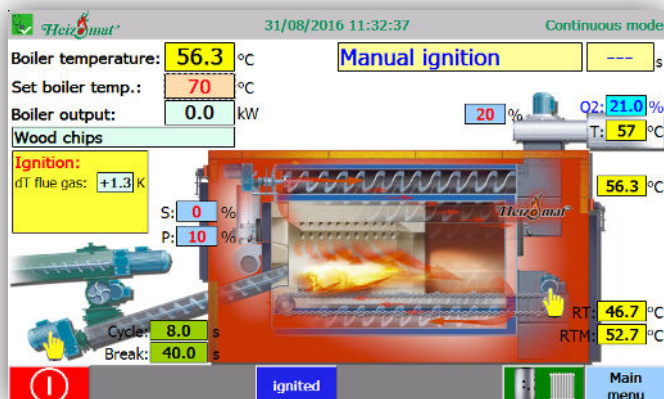 Heizomat 31/08/2016 11:32:37 Continuous mode
Boiler temperature: 56.3 °C Manual ignition --- s
Set boiler temp.: 70 °C
Boiler output: 0.0 kW 20 % O2: 21.0 %
Wood chips T: 57 °C
Ignition:
dT flue gas: +1.3 K 56.3 °C
S: 0 % Heizomat
P: 10 %
RT: 46.7 °C
Cycle: 8.0 s RTM: 52.7 °C
Break: 40.0 s
ignited Main
menu